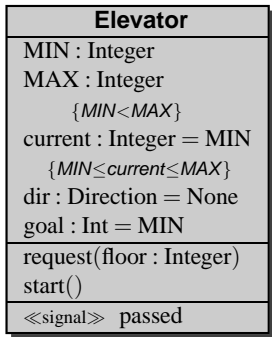 Elevator
MIN : Integer
MAX : Integer
{MIN<MAX}
current : Integer = MIN
{MIN≤current≤MAX}
dir : Direction = None
goal : Int = MIN
request(floor : Integer)
start()
≪signal≫ passed